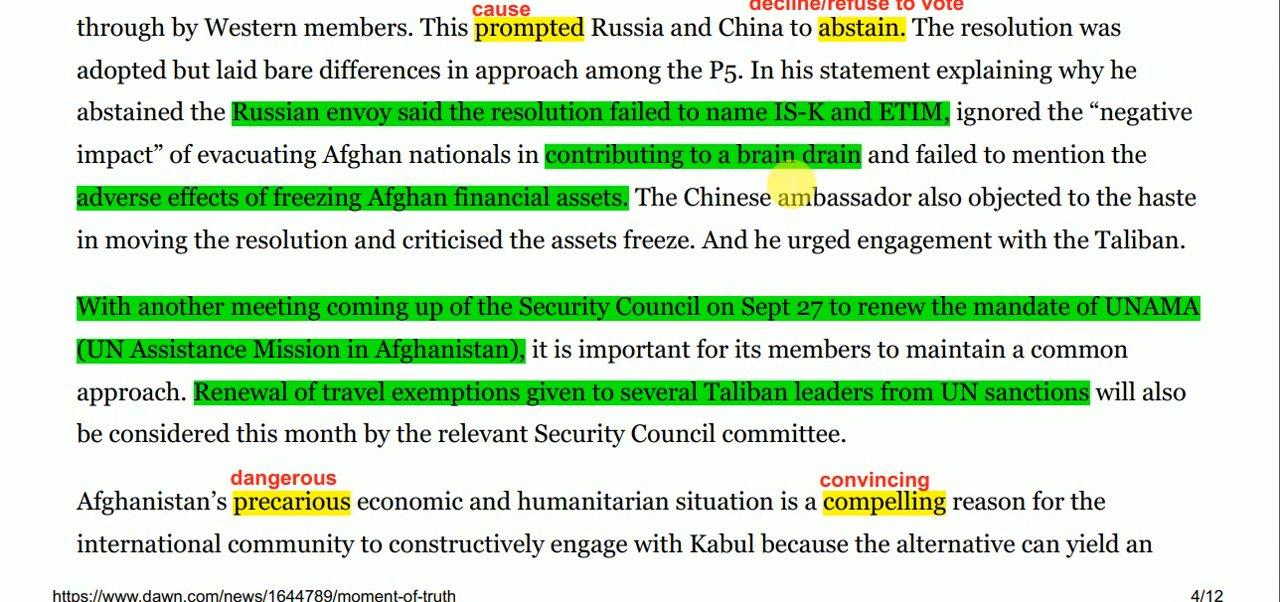 cause decline/refuse to vote
through by Western members. This prompted Russia and China to abstain. The resolution was
adopted but laid bare differences in approach among the P5. In his statement explaining why he
abstained the Russian envoy said the resolution failed to name IS-K and ETIM, ignored the “negative
impact” of evacuating Afghan nationals in contributing to a brain drain and failed to mention the
adverse effects of freezing Afghan financial assets. The Chinese ambassador also objected to the haste
in moving the resolution and criticised the assets freeze. And he urged engagement with the Taliban.
With another meeting coming up of the Security Council on Sept 27 to renew the mandate of UNAMA
(UN Assistance Mission in Afghanistan), it is important for its members to maintain a common
approach. Renewal of travel exemptions given to several Taliban leaders from UN sanctions will also
be considered this month by the relevant Security Council committee.
dangerous convincing
Afghanistan’s precarious economic and humanitarian situation is a compelling reason for the
international community to constructively engage with Kabul because the alternative can yield an
https://www.dawn.com/news/1644789/moment-of-truth 4/12